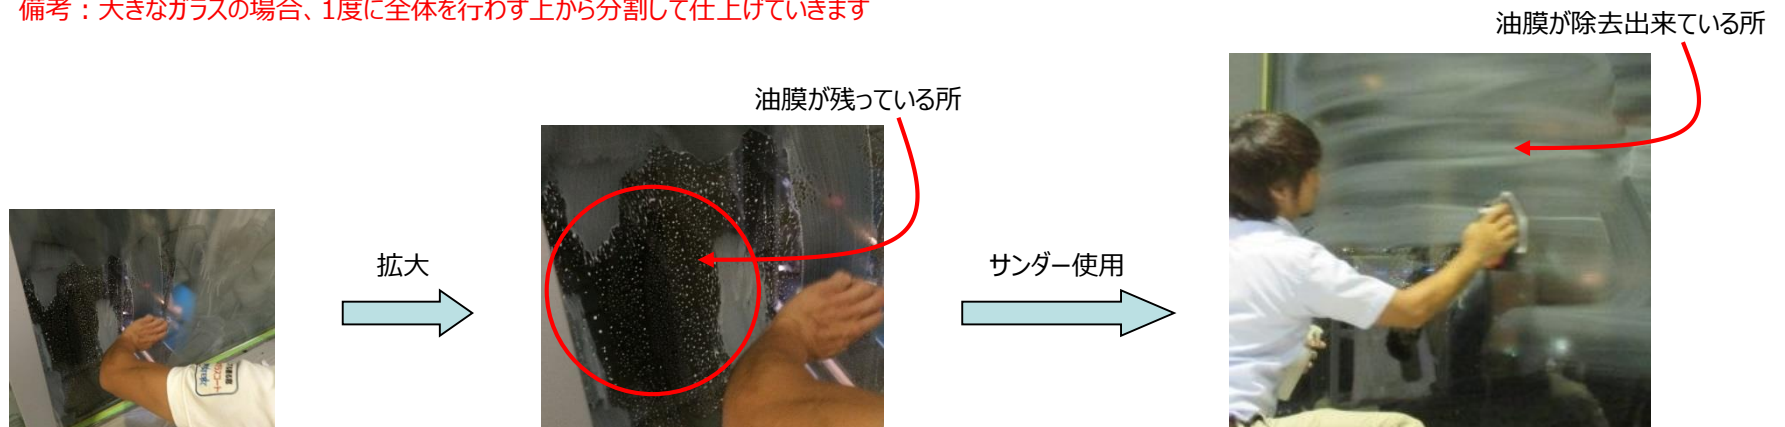 備考：大きなガラスの場合、1度に全体を行わず上から分割して仕上げていきます
油膜が除去出来ている所
油膜が残っている所
拡大
サンダー使用